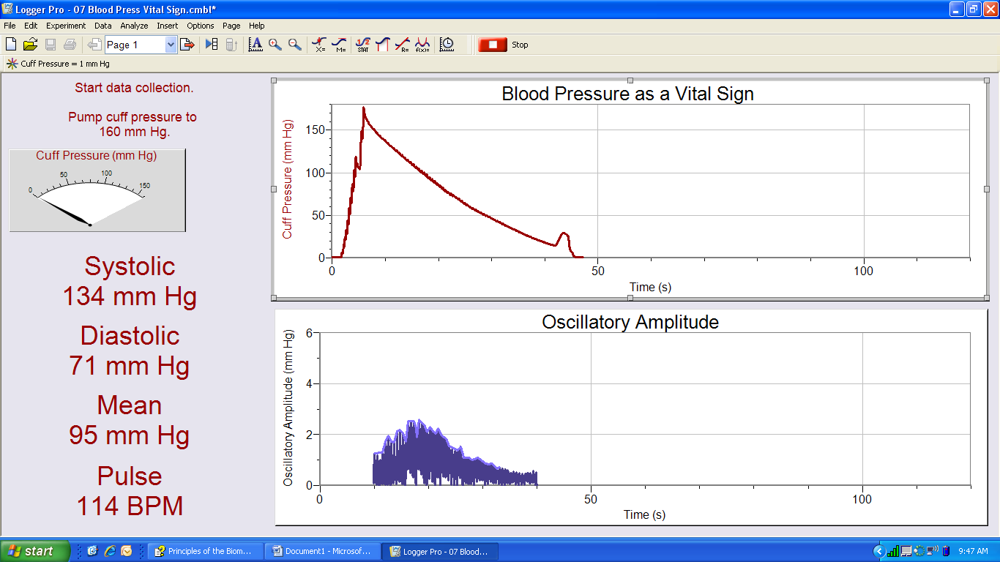 Logger Pro - 07 Blood Press Vital Sign.cmbl*
File Edit Experiment Data Analyze Insert Options Page Help
Page 1
X=
M=
STAT
R=
f(x)=
Stop
Cuff Pressure = 1 mm Hg
Start data collection.
Pump cuff pressure to
160 mm Hg.
Cuff Pressure (mm Hg)
0 50 100 150
Systolic
134 mm Hg
Diastolic
71 mm Hg
Mean
95 mm Hg
Pulse
114 BPM
Blood Pressure as a Vital Sign
Cuff Pressure (mm Hg)
150
100
50
0
0 50 100
Time (s)
Oscillatory Amplitude
Oscillatory Amplitude (mm Hg)
6
4
2
0
0 50 100
Time (s)
start
Principles of the Biom...
Document1 - Microsof...
Logger Pro - 07 Blood...
9:47 AM